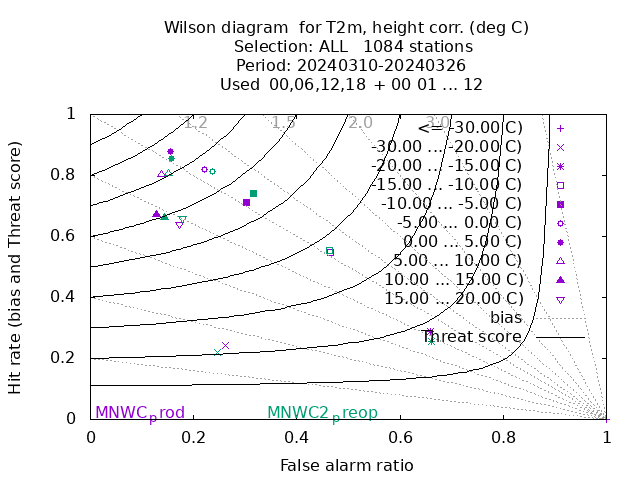 Wilson diagram for T2m, height corr. (deg C)
Selection: ALL 1084 stations
Period: 20240310-20240326
Used 00,06,12,18 + 00 01 ... 12
Hit rate (bias and Threat score)
1
0.8
0.6
0.4
0.2
0
1.2
1.5
2.0
3.0
<= -30.00 C)
-30.00 ... -20.00 C)
-20.00 ... -15.00 C)
-15.00 ... -10.00 C)
-10.00 ... -5.00 C)
-5.00 ... 0.00 C)
0.00 ... 5.00 C)
5.00 ... 10.00 C)
10.00 ... 15.00 C)
15.00 ... 20.00 C)
bias
Threat score
MNWCprod MNWC2preop
0 0.2 0.4 0.6 0.8 1
False alarm ratio